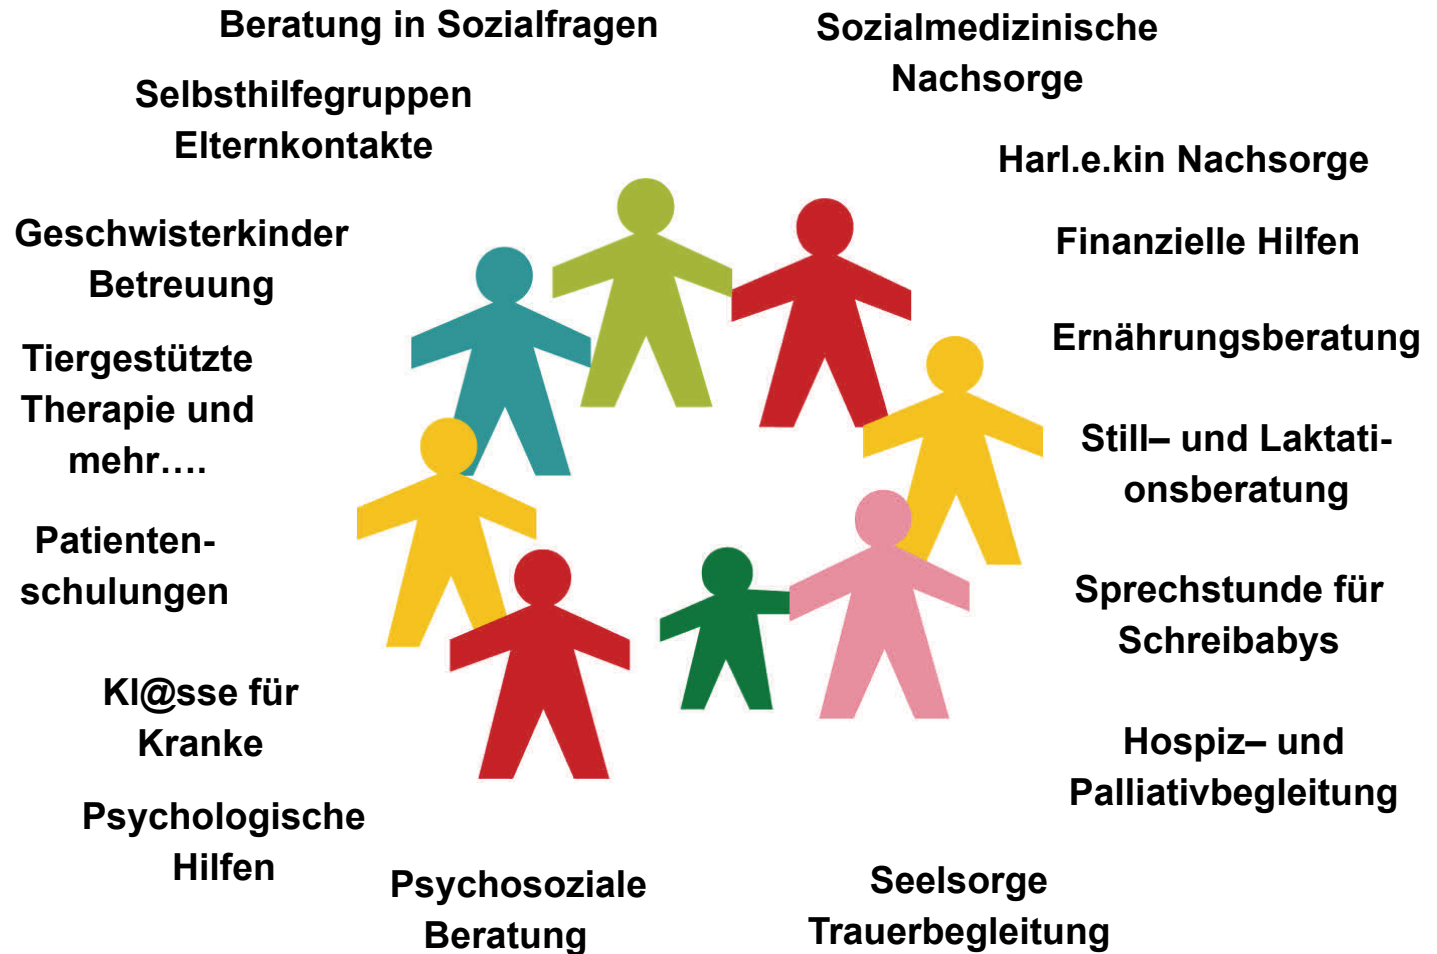 Beratung in Sozialfragen
Sozialmedizinische
Nachsorge
Selbsthilfegruppen
Elternkontakte
Harl.e.kin Nachsorge
Geschwisterkinder
Betreuung
Finanzielle Hilfen
Ernährungsberatung
Tiergestützte
Therapie und
mehr….
Still– und Laktati-
onsberatung
Patienten-
schulungen
Sprechstunde für
Schreibabys
Kl@sse für
Kranke
Hospiz– und
Palliativbegleitung
Psychologische
Hilfen
Psychosoziale
Beratung
Seelsorge
Trauerbegleitung